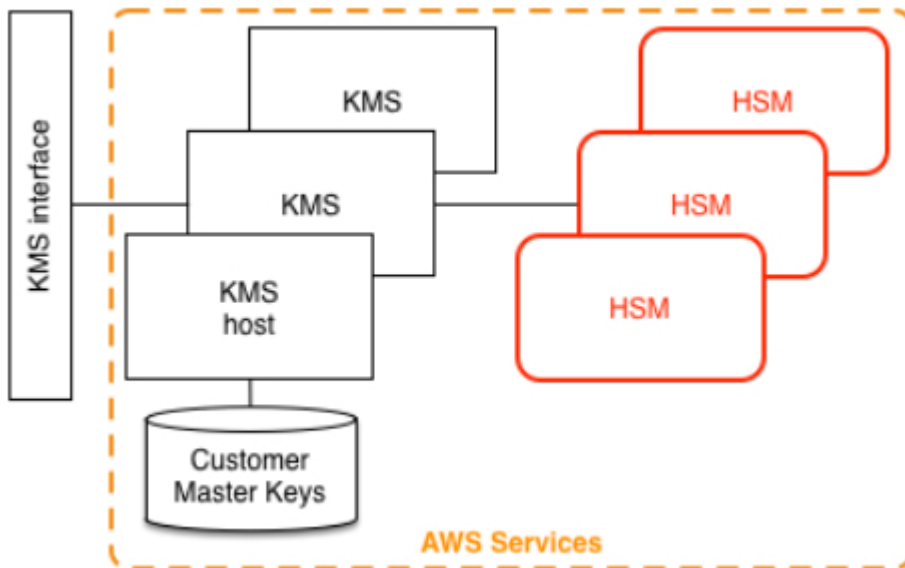 KMS interface
KMS
HSM
KMS
HSM
KMS
host
HSM
Customer
Master Keys
AWS Services